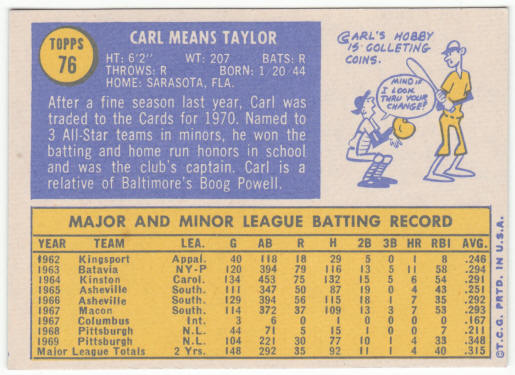 TOPPS
76
CARL MEANS TAYLOR
HT: 6'2" WT: 207 BATS: R
THROWS: R BORN: 1 20 44
HOME: SARASOTA, FLA.
After a fine season last year, Carl was
traded to the Cards for 1970. Named to
3 All-Star teams in minors, he won the
batting and home run honors in school
and was the club's captain. Carl is a
relative of Baltimore's Boog Powell.
CARL'S HOBBY
IS COLLECTING
COINS.
MIND IF
I LOOK
THRU YOUR
CHANGE?
MAJOR AND MINOR LEAGUE BATTING RECORD
YEAR TEAM LEA. G AB R H 2B 3B HR RBI AVG.
1962 Kingsport Appal. 40 118 18 29 5 0 1 8 .246
1963 Batavia NY-P 120 394 79 116 13 5 11 58 .294
1964 Kinston Carol. 134 453 75 132 15 5 6 54 .291
1965 Asheville South. 111 347 50 87 19 0 4 43 .251
1966 Asheville South. 129 394 56 115 18 1 7 35 .292
1967 Macon South. 114 372 37 109 13 3 7 53 .293
1967 Columbus Int. 3 6 0 1 0 0 0 0 .167
1968 Pittsburgh N.L. 44 71 5 15 1 0 0 7 .211
1969 Pittsburgh N.L. 104 221 30 77 10 1 4 33 .348
Major League Totals 2 Yrs. 148 292 35 92 11 1 4 40 .315
©T.C.G. PRTD. IN U.S.A.